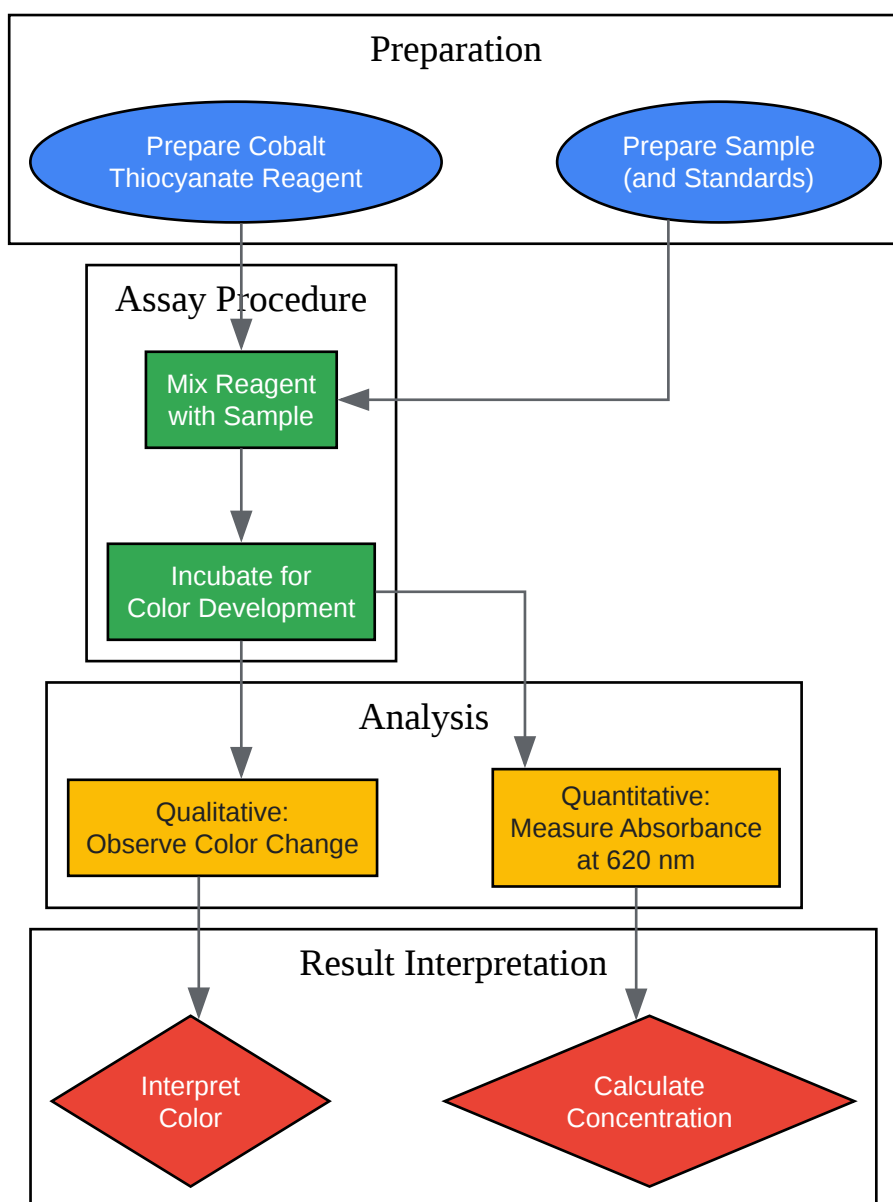 Preparation
Prepare Cobalt
Thiocyanate Reagent
Prepare Sample
(and Standards)
Assay Procedure
Mix Reagent
with Sample
Incubate for
Color Development
Analysis
Qualitative:
Observe Color Change
Quantitative:
Measure Absorbance
at 620 nm
Result Interpretation
Interpret
Color
Calculate
Concentration